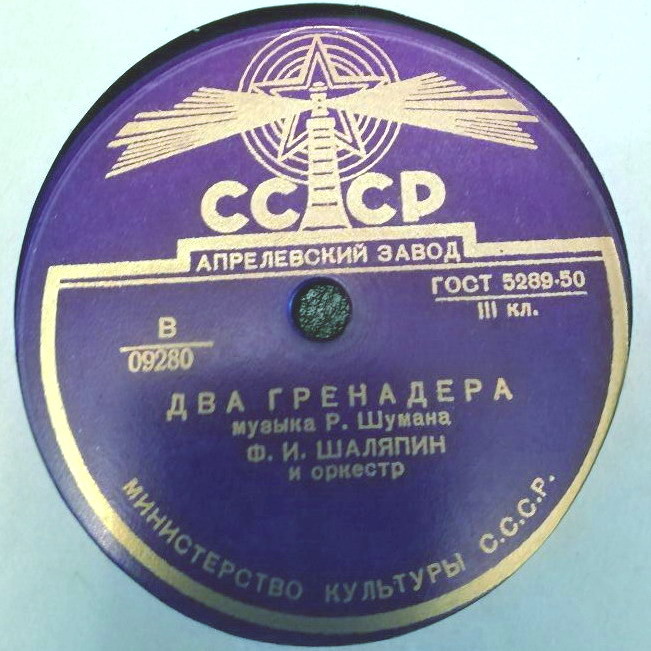 СССР
АПРЕЛЕВСКИЙ ЗАВОД
ГОСТ 5289·50
III кл.
В
09280
ДВА ГРЕНАДЕРА
музыка Р. Шумана
Ф. И. ШАЛЯПИН
и оркестр
МИНИСТЕРСТВО КУЛЬТУРЫ С.С.С.Р.